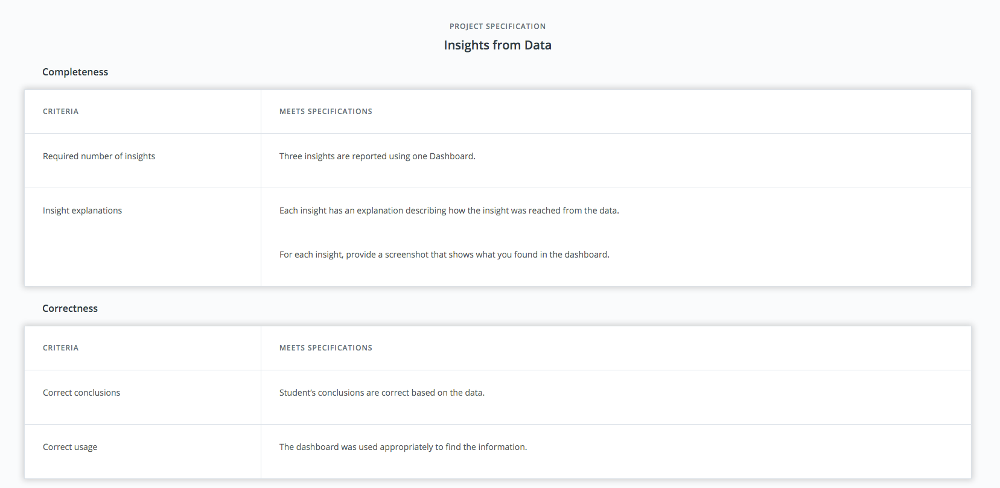 PROJECT SPECIFICATION
Insights from Data
Completeness
CRITERIA
MEETS SPECIFICATIONS
Required number of insights
Three insights are reported using one Dashboard.
Insight explanations
Each insight has an explanation describing how the insight was reached from the data.
For each insight, provide a screenshot that shows what you found in the dashboard.
Correctness
CRITERIA
MEETS SPECIFICATIONS
Correct conclusions
Student’s conclusions are correct based on the data.
Correct usage
The dashboard was used appropriately to find the information.